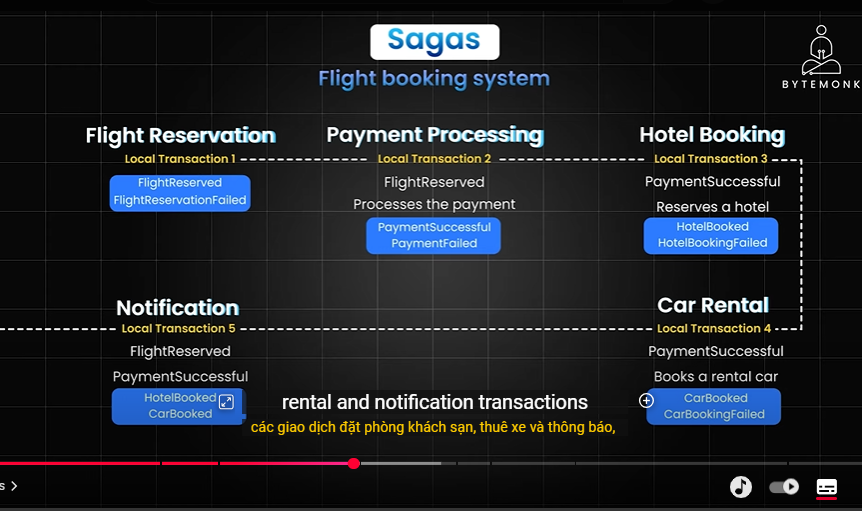 Sagas
Flight booking system
BYTEMONK
Flight Reservation
Local Transaction 1
FlightReserved
FlightReservationFailed
Payment Processing
Local Transaction 2
FlightReserved
Processes the payment
PaymentSuccessful
PaymentFailed
Hotel Booking
Local Transaction 3
PaymentSuccessful
Reserves a hotel
HotelBooked
HotelBookingFailed
Notification
Local Transaction 5
FlightReserved
PaymentSuccessful
HotelBooked
CarBooked
Car Rental
Local Transaction 4
PaymentSuccessful
Books a rental car
CarBooked
CarBookingFailed
rental and notification transactions
các giao dịch đặt phòng khách sạn, thuê xe và thông báo,
s